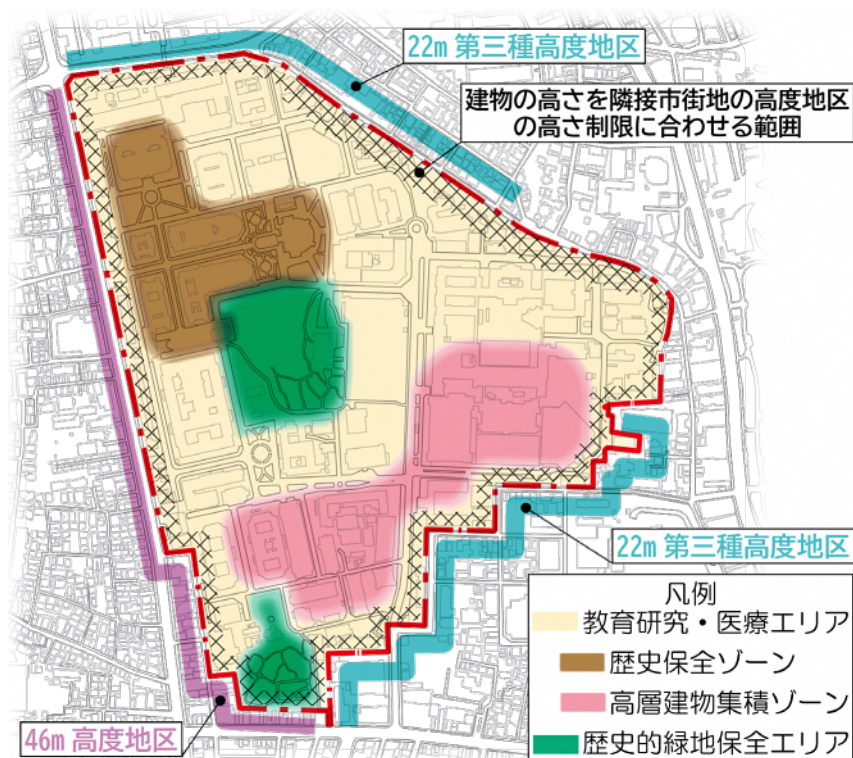 22m 第三種高度地区
建物の高さを隣接市街地の高度地区
の高さ制限に合わせる範囲
22m 第三種高度地区
凡例
教育研究・医療エリア
歴史保全ゾーン
高層建物集積ゾーン
歴史的緑地保全エリア
46m 高度地区